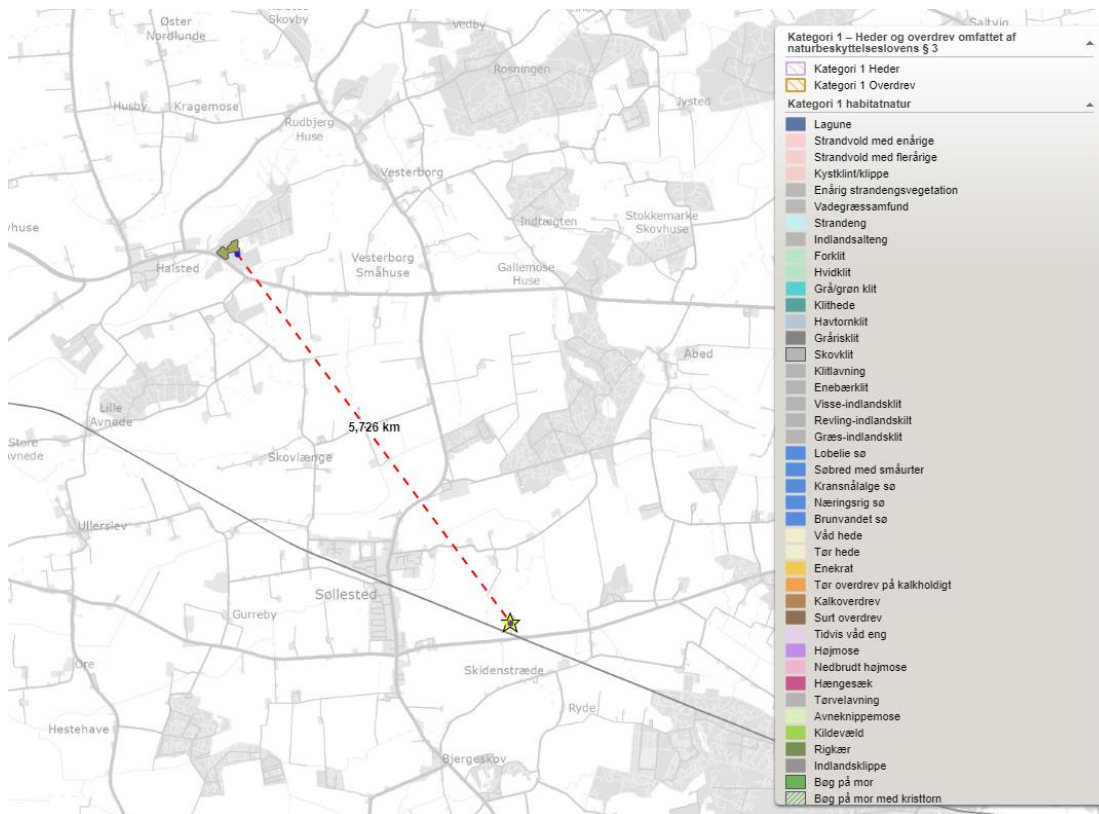 Skovby
Øster
Nordlunde
Vedby
Saltvig
Rosningen
Husby
Kragemose
Jysted
Rudbjerg
Huse
Vesterborg
Stokkemarke
Skovhuse
Indtægten
vhuse
Halsted
Vesterborg
Småhuse
Gallemose
Huse
Abed
Lille
Avnede
5,726 km
Store
vnede
Skovlænge
Ullerslev
Søllested
Gurreby
Skidenstræde
Ore
Ryde
Hestehave
Bjergeskov
Kategori 1 – Heder og overdrev omfattet af
naturbeskyttelseslovens § 3
Kategori 1 Heder
Kategori 1 Overdrev
Kategori 1 habitatnatur
Lagune
Strandvold med enårige
Strandvold med flerårige
Kystklint/klippe
Enårig strandengsvegetation
Vadegræssamfund
Strandeng
Indlandsalteng
Forklit
Hvidklit
Grå/grøn klit
Klithede
Havtornklit
Grårisklit
Skovklit
Klitlavning
Enebærklit
Visse-indlandsklit
Revling-indlandskilt
Græs-indlandsklit
Lobelie sø
Søbred med småurter
Kransnålalge sø
Næringsrig sø
Brunvandet sø
Våd hede
Tør hede
Enekrat
Tør overdrev på kalkholdigt
Kalkoverdrev
Surt overdrev
Tidvis våd eng
Højmose
Nedbrudt højmose
Hængesæk
Tørvelavning
Avneknippemose
Kildevæld
Rigkær
Indlandsklippe
Bøg på mor
Bøg på mor med kristtorn